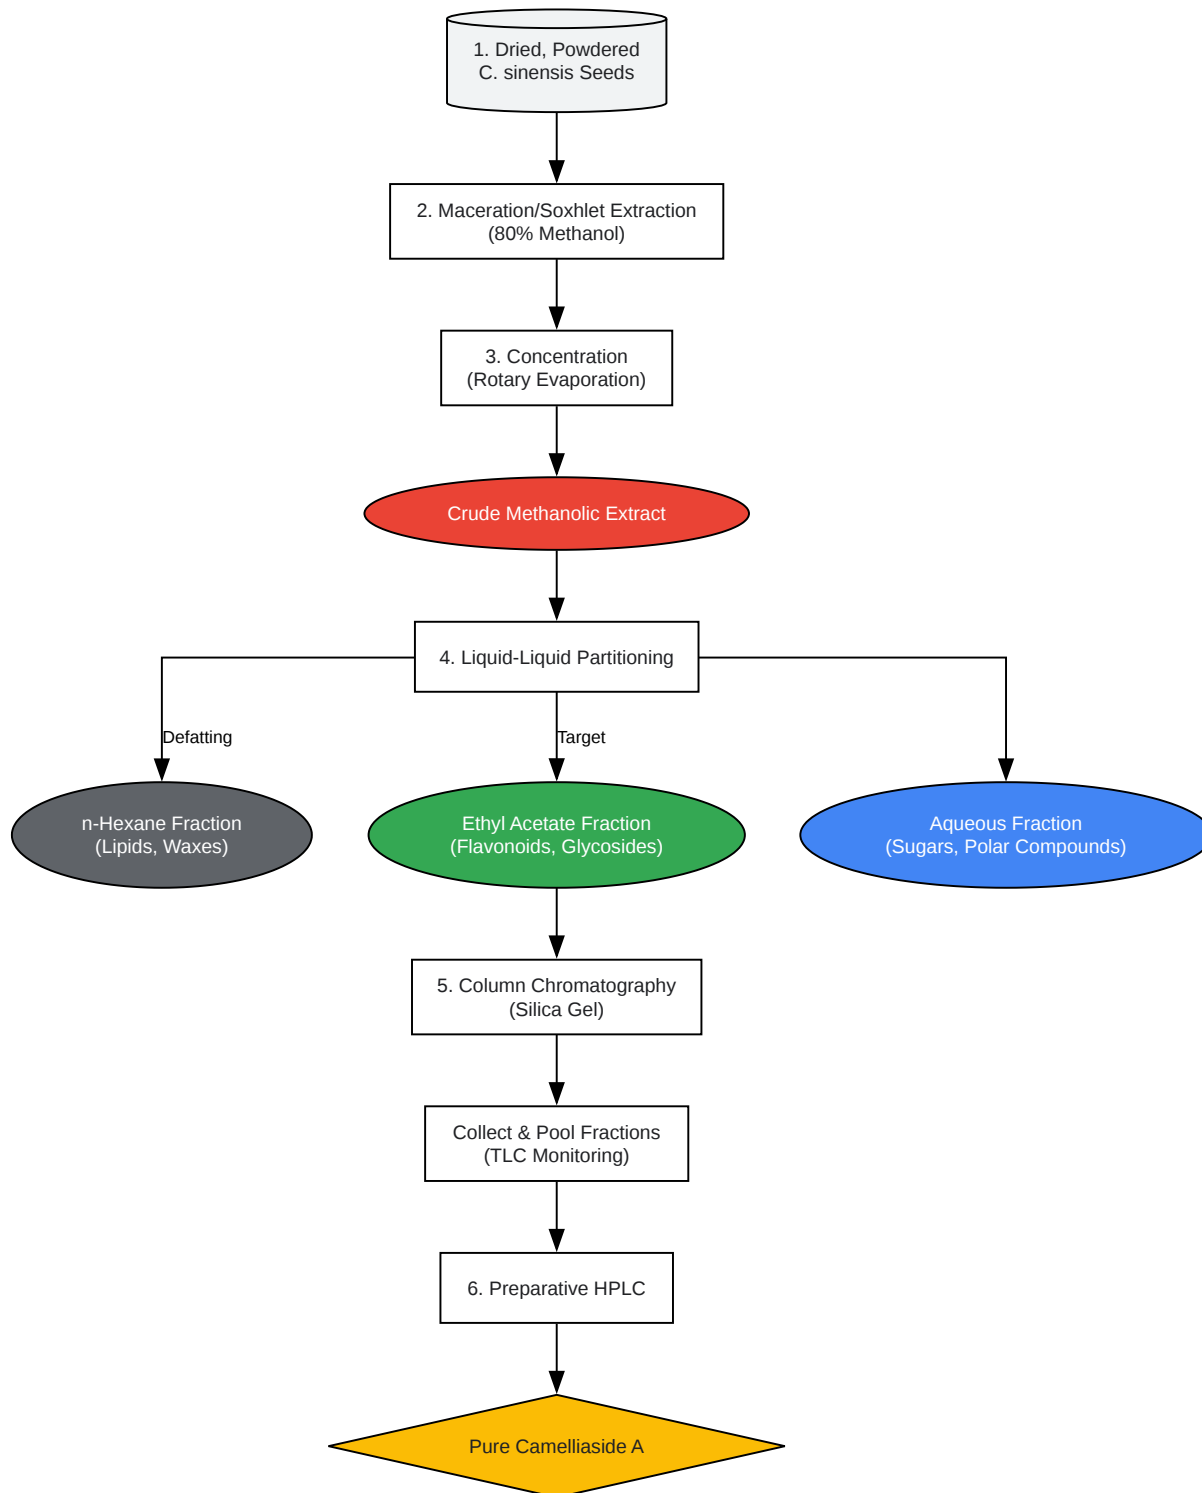 1. Dried, Powdered
C. sinensis Seeds
2. Maceration/Soxhlet Extraction
(80% Methanol)
3. Concentration
(Rotary Evaporation)
Crude Methanolic Extract
4. Liquid-Liquid Partitioning
Defatting
Target
n-Hexane Fraction
(Lipids, Waxes)
Ethyl Acetate Fraction
(Flavonoids, Glycosides)
Aqueous Fraction
(Sugars, Polar Compounds)
5. Column Chromatography
(Silica Gel)
Collect & Pool Fractions
(TLC Monitoring)
6. Preparative HPLC
Pure Camelliaside A